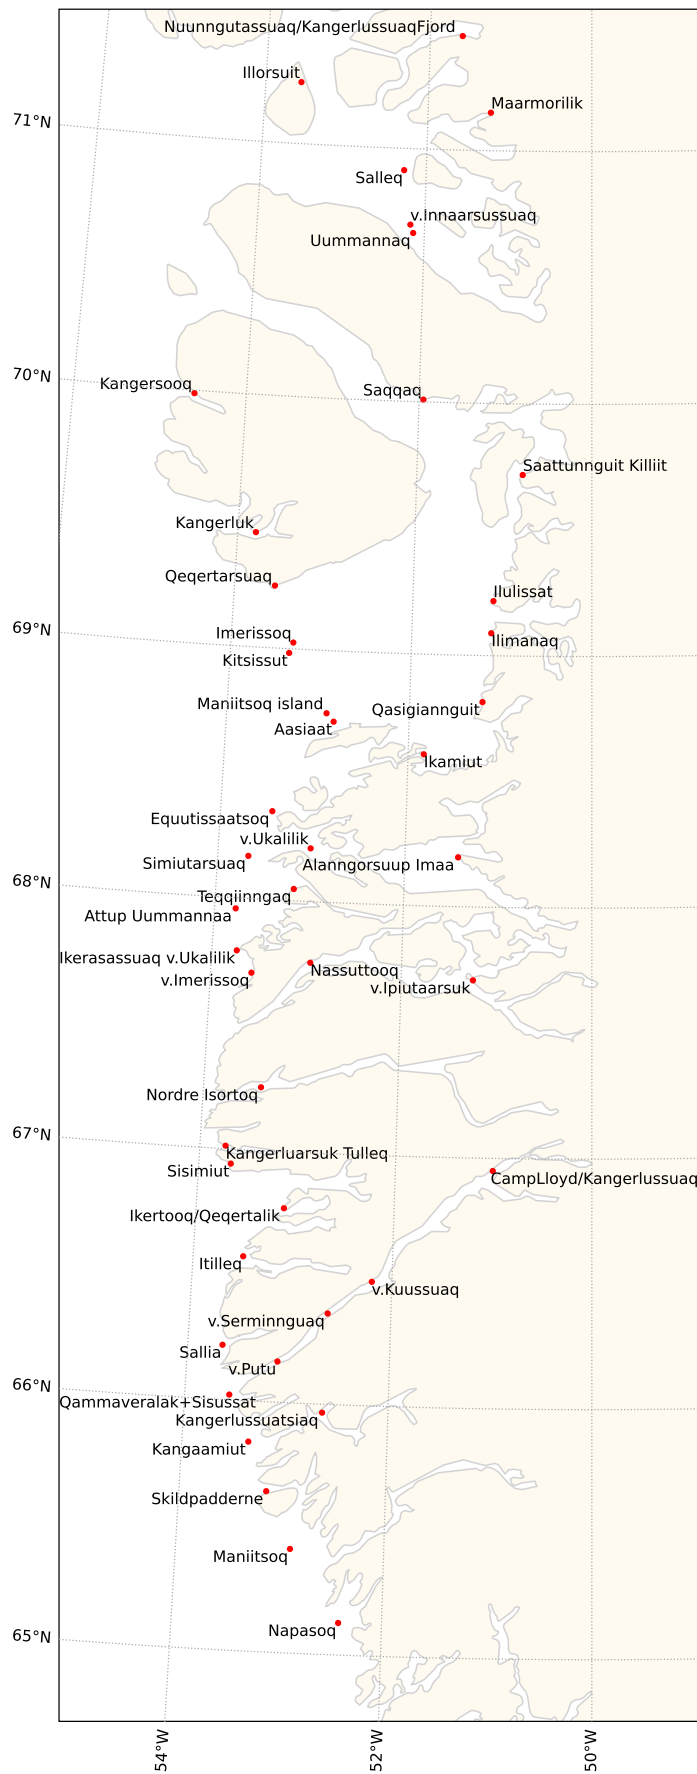 Nuunngutassuaq/KangerlussuaqFjord
Illorsuit
Maarmorilik
71°N
Salleq
v.Innaarsussuaq
Uummannaq
70°N
Kangersooq
Saqqaq
Saattunnguit Killiit
Kangerluk
Qeqertarsuaq
Ilulissat
69°N
Imerissoq
Ilimanaq
Kitsissut
Maniitsoq island
Qasigiannguit
Aasiaat
Ikamiut
Equutissaatsoq
v.Ukalilik
Simiutarsuaq
Alanngorsuup Imaa
68°N
Teqqiinngaq
Attup Uummannaa
Ikerasassuaq v.Ukalilik
Nassuttooq
v.Imerissoq
v.Ipiutaarsuk
Nordre Isortoq
67°N
Kangerluarsuk Tulleq
Sisimiut
CampLloyd/Kangerlussuaq
Ikertooq/Qeqertalik
Itilleq
v.Kuussuaq
v.Serminnguaq
Sallia
v.Putu
66°N
Qammaveralak+Sisussat
Kangerlussuatsiaq
Kangaamiut
Skildpadderne
Maniitsoq
Napasoq
65°N
54°W
52°W
50°W